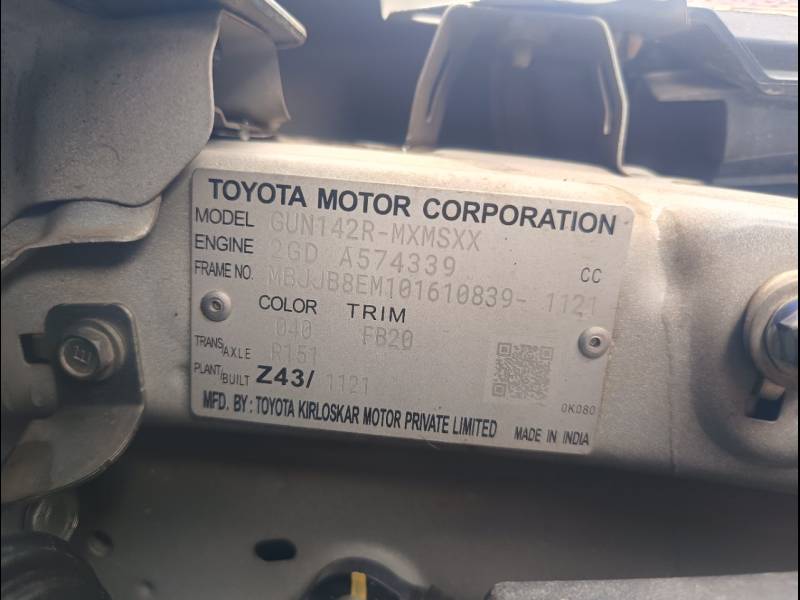 TOYOTA MOTOR CORPORATION
MODEL GUN142R-MXMSXX
ENGINE 2GD A574339 CC
FRAME NO. MBJJB8EM101610839- 1121
COLOR TRIM
040 FB20
TRANS/AXLE R151
PLANT/BUILT Z43/ 1121
0K080
MFD. BY : TOYOTA KIRLOSKAR MOTOR PRIVATE LIMITED MADE IN INDIA